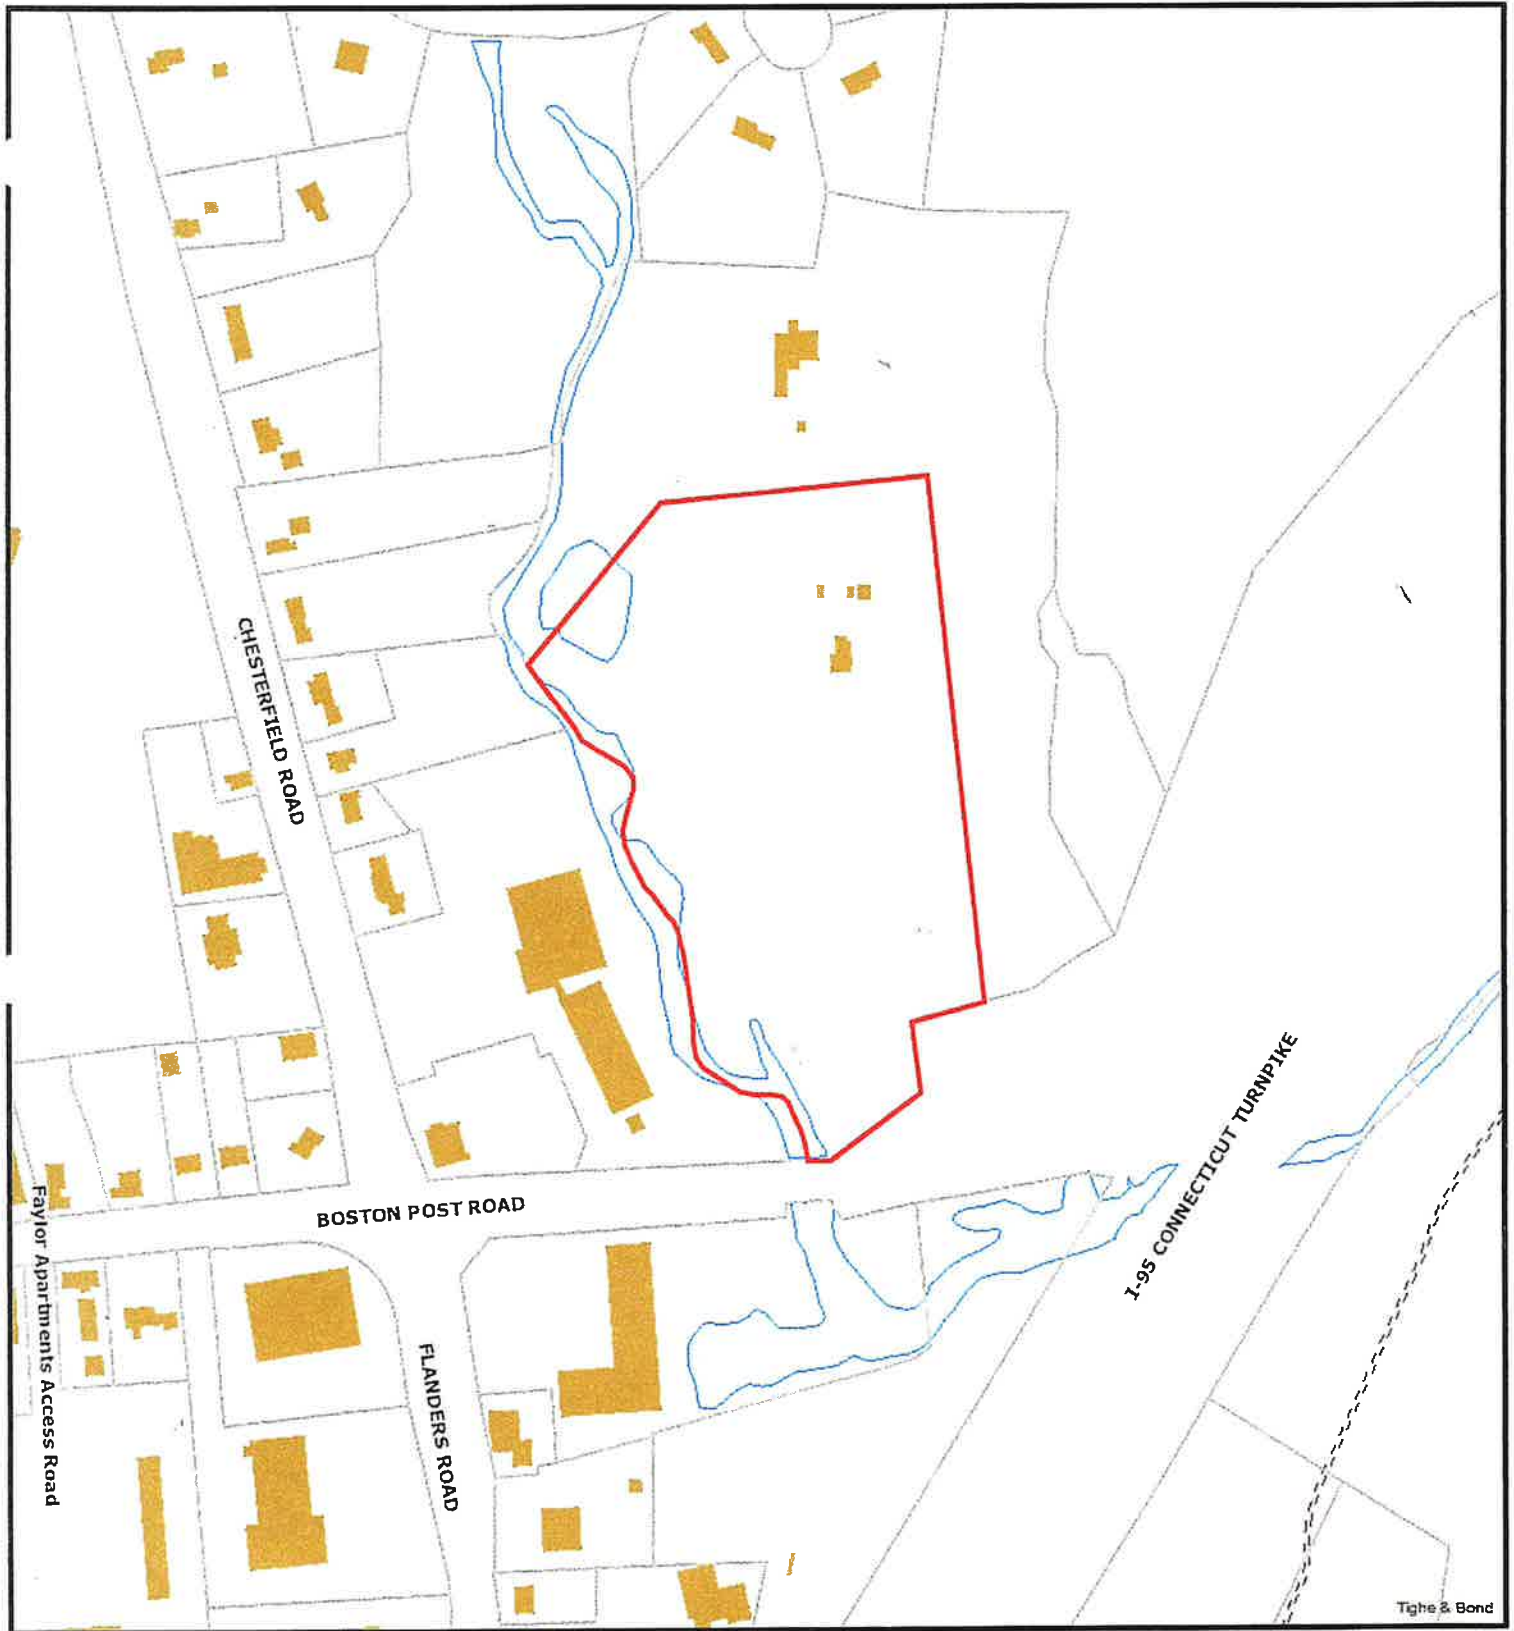 CHESTERFIELD ROAD
I-95 CONNECTICUT TURNPIKE
BOSTON POST ROAD
Faylor Apartments Access Road
FLANDERS ROAD
Tighe & Bond